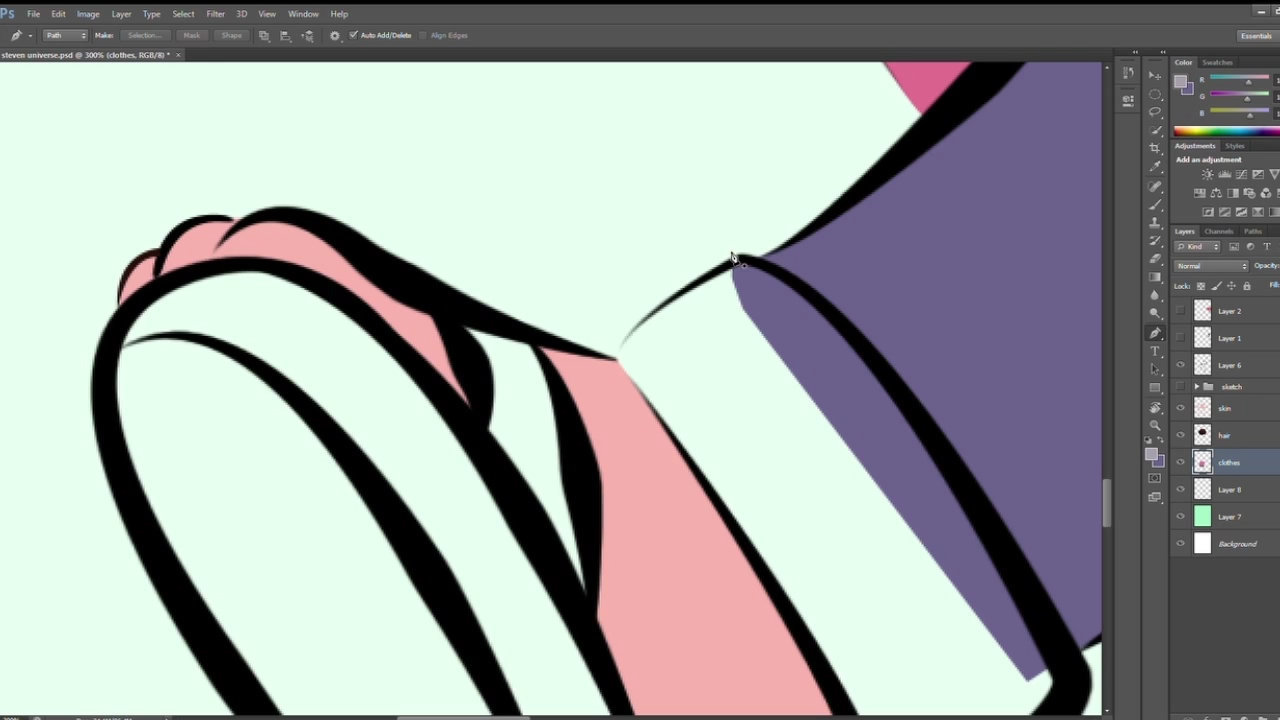 Ps File Edit Image Layer Type Select Filter 3D View Window Help
Path Make: Selection... Mask Shape Auto Add/Delete Align Edges Essentials
steven universe.psd @ 300% (clothes, RGB/8) * ×
Color Swatches
R
G
B
Adjustments Styles
Add an adjustment
Layers Channels Paths
Kind
Normal Opacity:
Lock:
Layer 2
Layer 1
Layer 6
sketch
skin
hair
clothes
Layer 8
Layer 7
Background